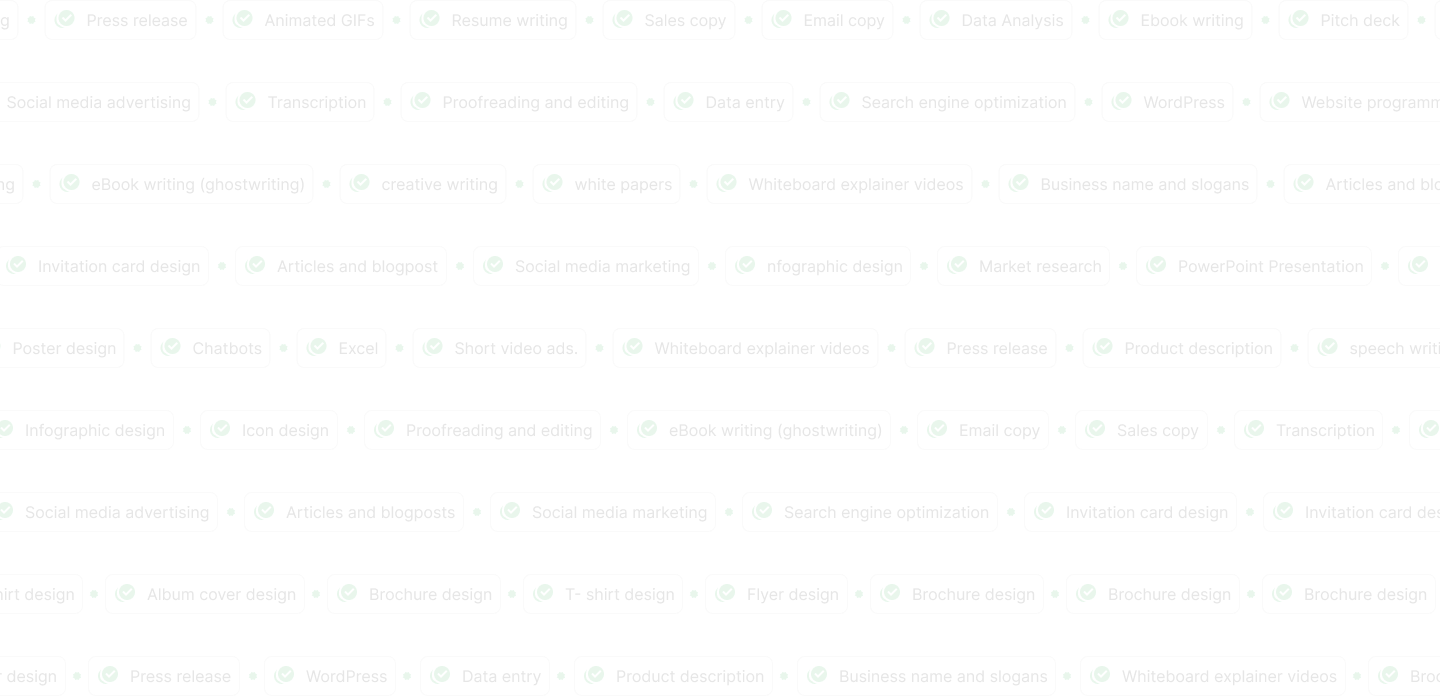 g Press release Animated GIFs Resume writing Sales copy Email copy Data Analysis Ebook writing Pitch deck
Social media advertising Transcription Proofreading and editing Data entry Search engine optimization WordPress Website programm
ng eBook writing (ghostwriting) creative writing white papers Whiteboard explainer videos Business name and slogans Articles and blo
Invitation card design Articles and blogpost Social media marketing nfographic design Market research PowerPoint Presentation
Poster design Chatbots Excel Short video ads. Whiteboard explainer videos Press release Product description speech writi
Infographic design Icon design Proofreading and editing eBook writing (ghostwriting) Email copy Sales copy Transcription
Social media advertising Articles and blogposts Social media marketing Search engine optimization Invitation card design Invitation card des
hirt design Album cover design Brochure design T- shirt design Flyer design Brochure design Brochure design Brochure design
r design Press release WordPress Data entry Product description Business name and slogans Whiteboard explainer videos Broc